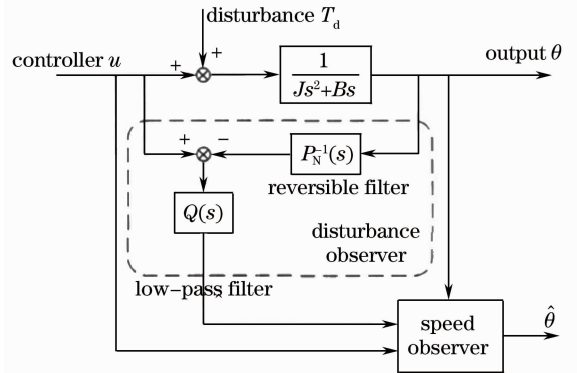 disturbance T_d
controller u
+
+
1
Js²+Bs
output θ
+
−
P_N⁻¹(s)
reversible filter
Q(s)
disturbance
observer
low−pass filter
speed
observer
θ̂